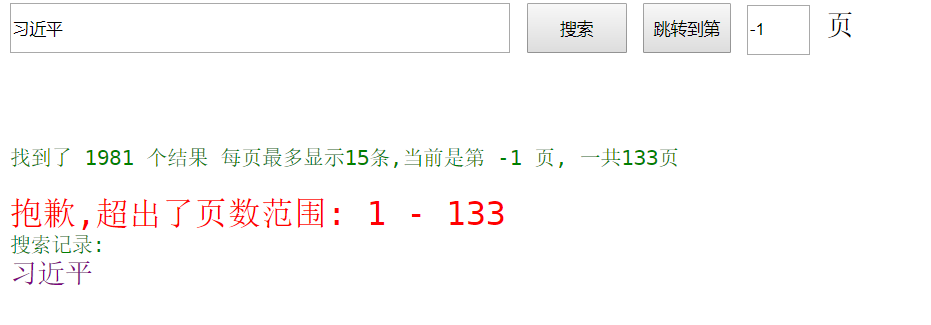 习近平 搜索 跳转到第 -1 页
找到了 1981 个结果 每页最多显示15条,当前是第 -1 页, 一共133页
抱歉,超出了页数范围: 1 - 133
搜索记录:
习近平